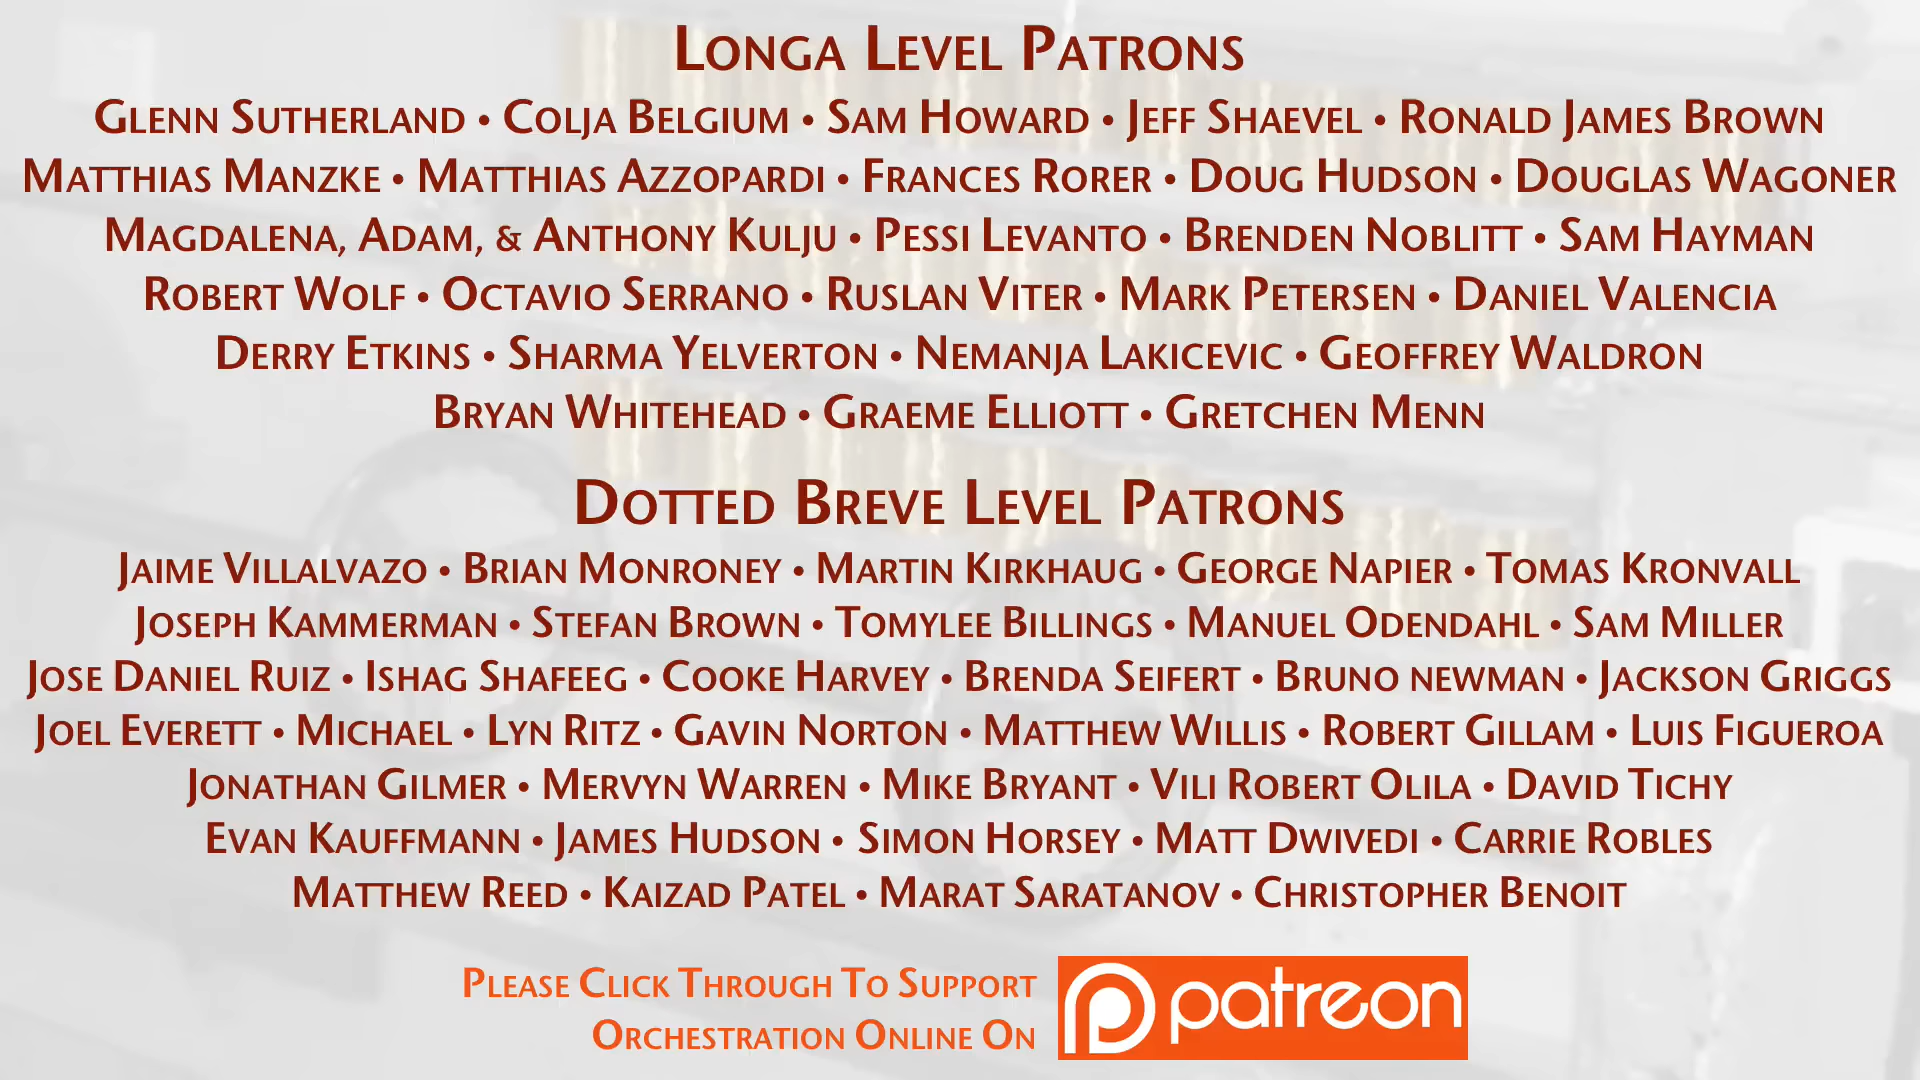 Longa Level Patrons
Glenn Sutherland • Colja Belgium • Sam Howard • Jeff Shaevel • Ronald James Brown
Matthias Manzke • Matthias Azzopardi • Frances Rorer • Doug Hudson • Douglas Wagoner
Magdalena, Adam, & Anthony Kulju • Pessi Levanto • Brenden Noblitt • Sam Hayman
Robert Wolf • Octavio Serrano • Ruslan Viter • Mark Petersen • Daniel Valencia
Derry Etkins • Sharma Yelverton • Nemanja Lakicevic • Geoffrey Waldron
Bryan Whitehead • Graeme Elliott • Gretchen Menn
Dotted Breve Level Patrons
Jaime Villalvazo • Brian Monroney • Martin Kirkhaug • George Napier • Tomas Kronvall
Joseph Kammerman • Stefan Brown • Tomylee Billings • Manuel Odendahl • Sam Miller
Jose Daniel Ruiz • Ishag Shafeeg • Cooke Harvey • Brenda Seifert • Bruno newman • Jackson Griggs
Joel Everett • Michael • Lyn Ritz • Gavin Norton • Matthew Willis • Robert Gillam • Luis Figueroa
Jonathan Gilmer • Mervyn Warren • Mike Bryant • Vili Robert Olila • David Tichy
Evan Kauffmann • James Hudson • Simon Horsey • Matt Dwivedi • Carrie Robles
Matthew Reed • Kaizad Patel • Marat Saratanov • Christopher Benoit
Please Click Through To Support
Orchestration Online On
patreon